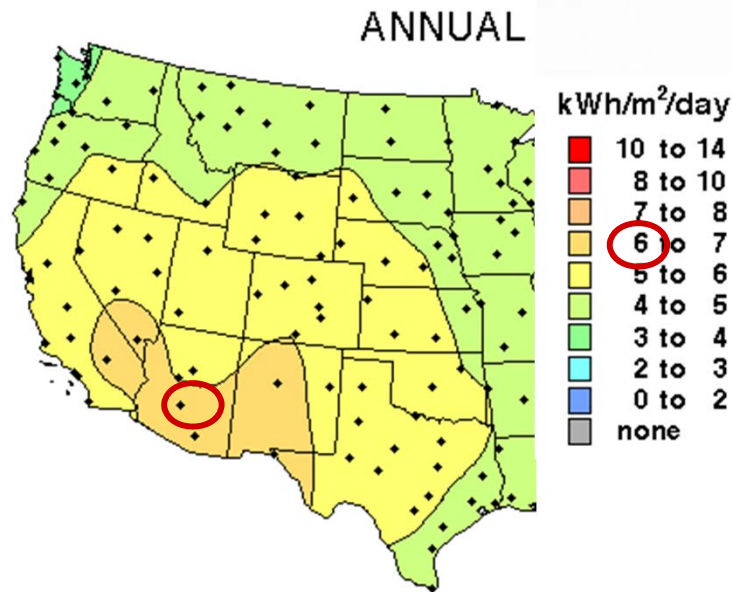 ANNUAL
kWh/m²/day
10 to 14
8 to 10
7 to 8
6 to 7
5 to 6
4 to 5
3 to 4
2 to 3
0 to 2
none